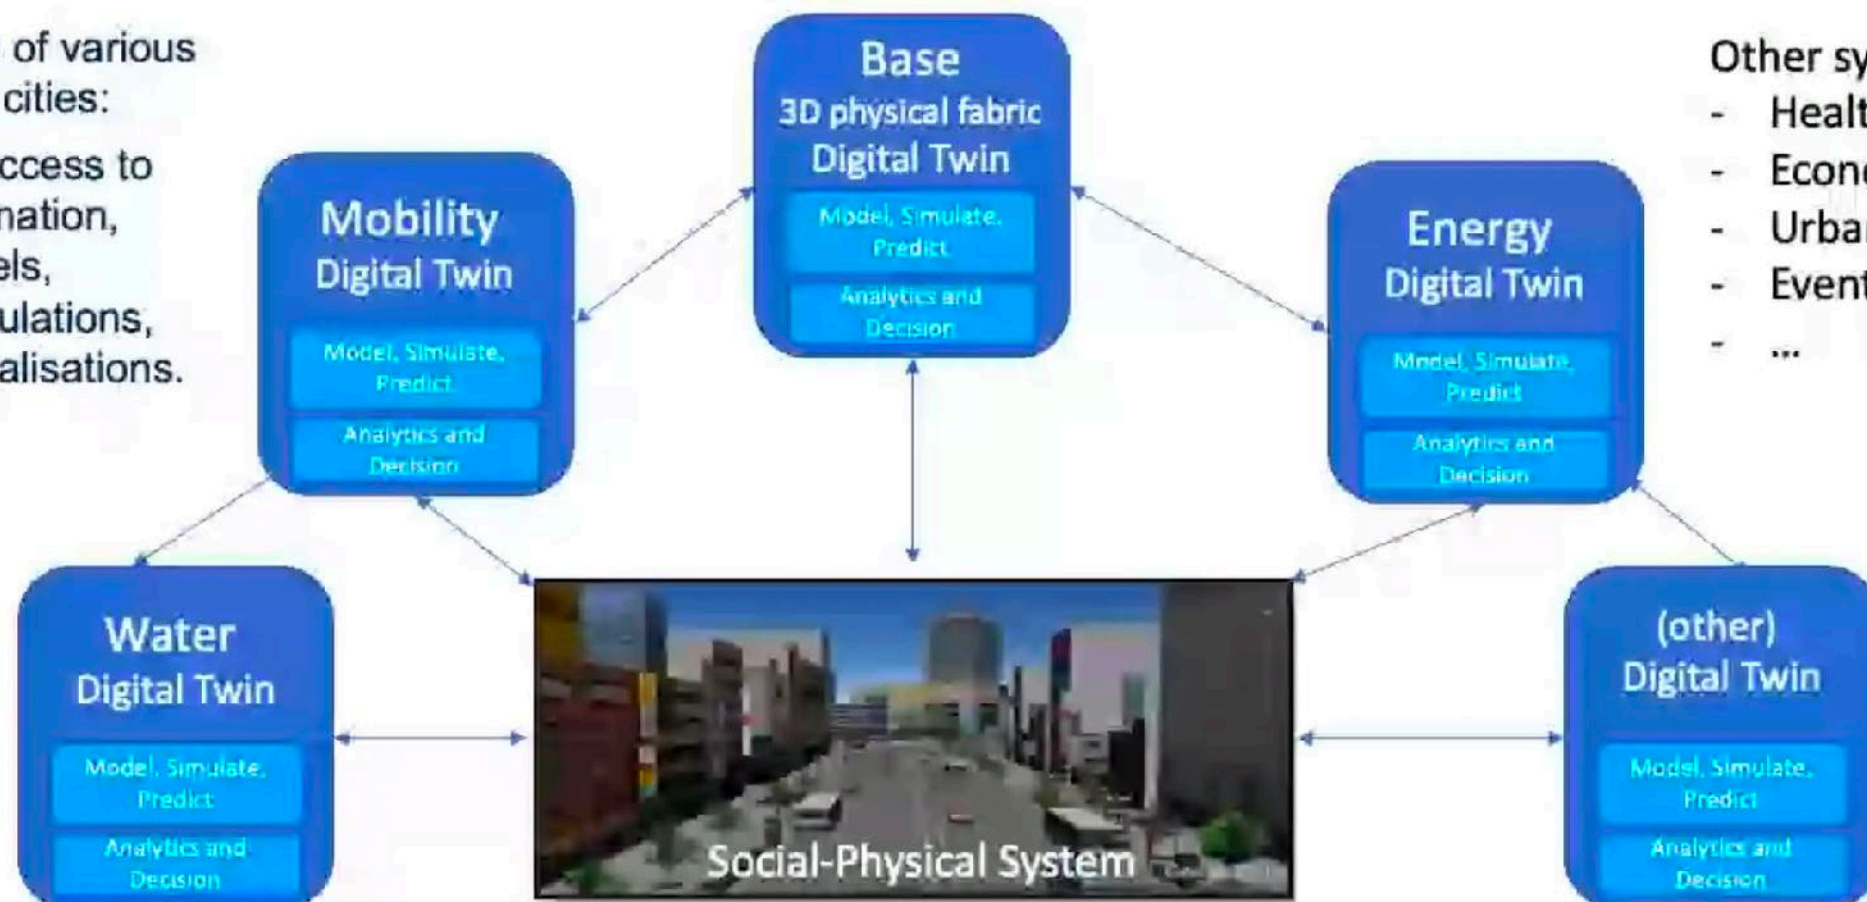 of various
cities:
ccess to
nation,
els,
ulations,
alisations.
Base
3D physical fabric
Digital Twin
Model, Simulate,
Predict
Analytics and
Decision
Mobility
Digital Twin
Model, Simulate,
Predict
Analytics and
Decision
Energy
Digital Twin
Model, Simulate,
Predict
Analytics and
Decision
Other sy
- Healt
- Econo
- Urba
- Event
- ...
Water
Digital Twin
Model, Simulate,
Predict
Analytics and
Decision
Social-Physical System
(other)
Digital Twin
Model, Simulate,
Predict
Analytics and
Decision